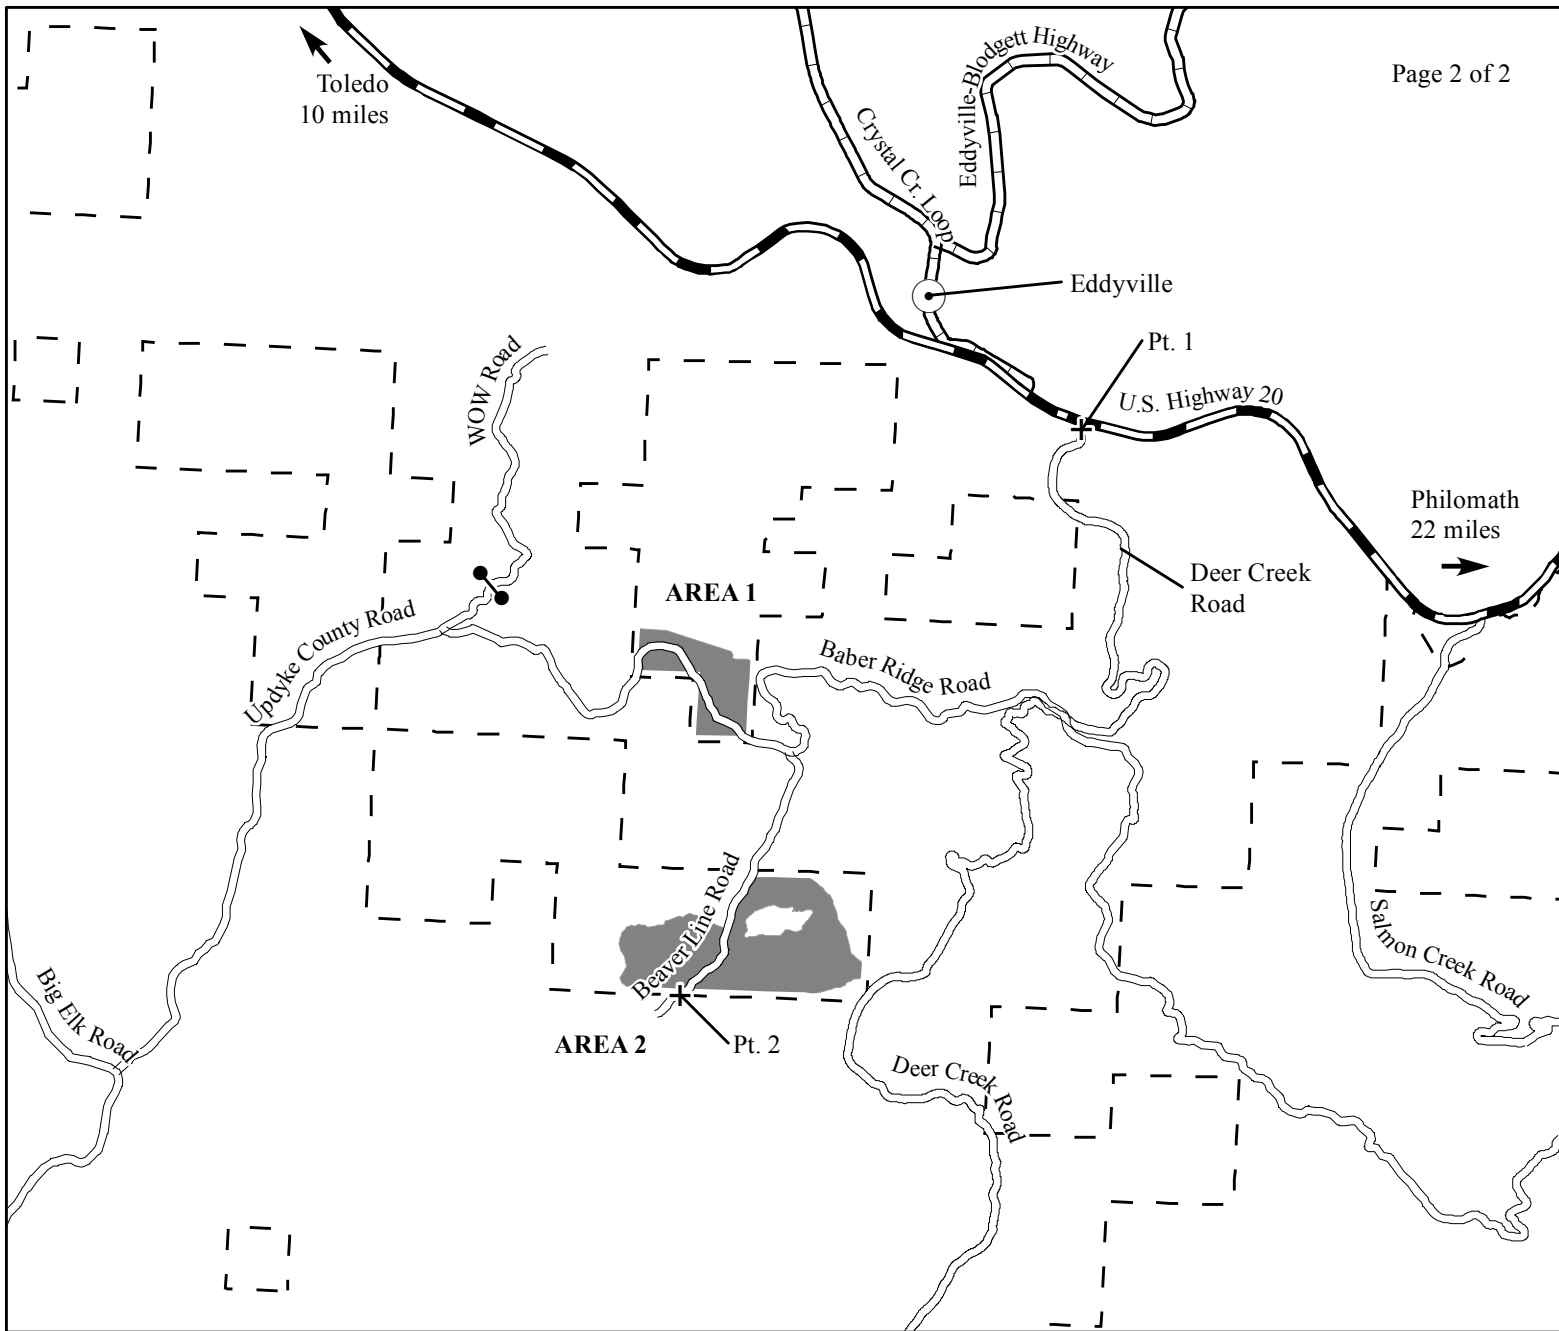 Page 2 of 2
Toledo
10 miles
Eddyville-Blodgett Highway
Crystal Cr. Loop
Eddyville
Pt. 1
U.S. Highway 20
WOW Road
Philomath
22 miles
Deer Creek
Road
AREA 1
Updyke County Road
Baber Ridge Road
Beaver Line Road
Salmon Creek Road
Big Elk Road
AREA 2
Pt. 2
Deer Creek Road